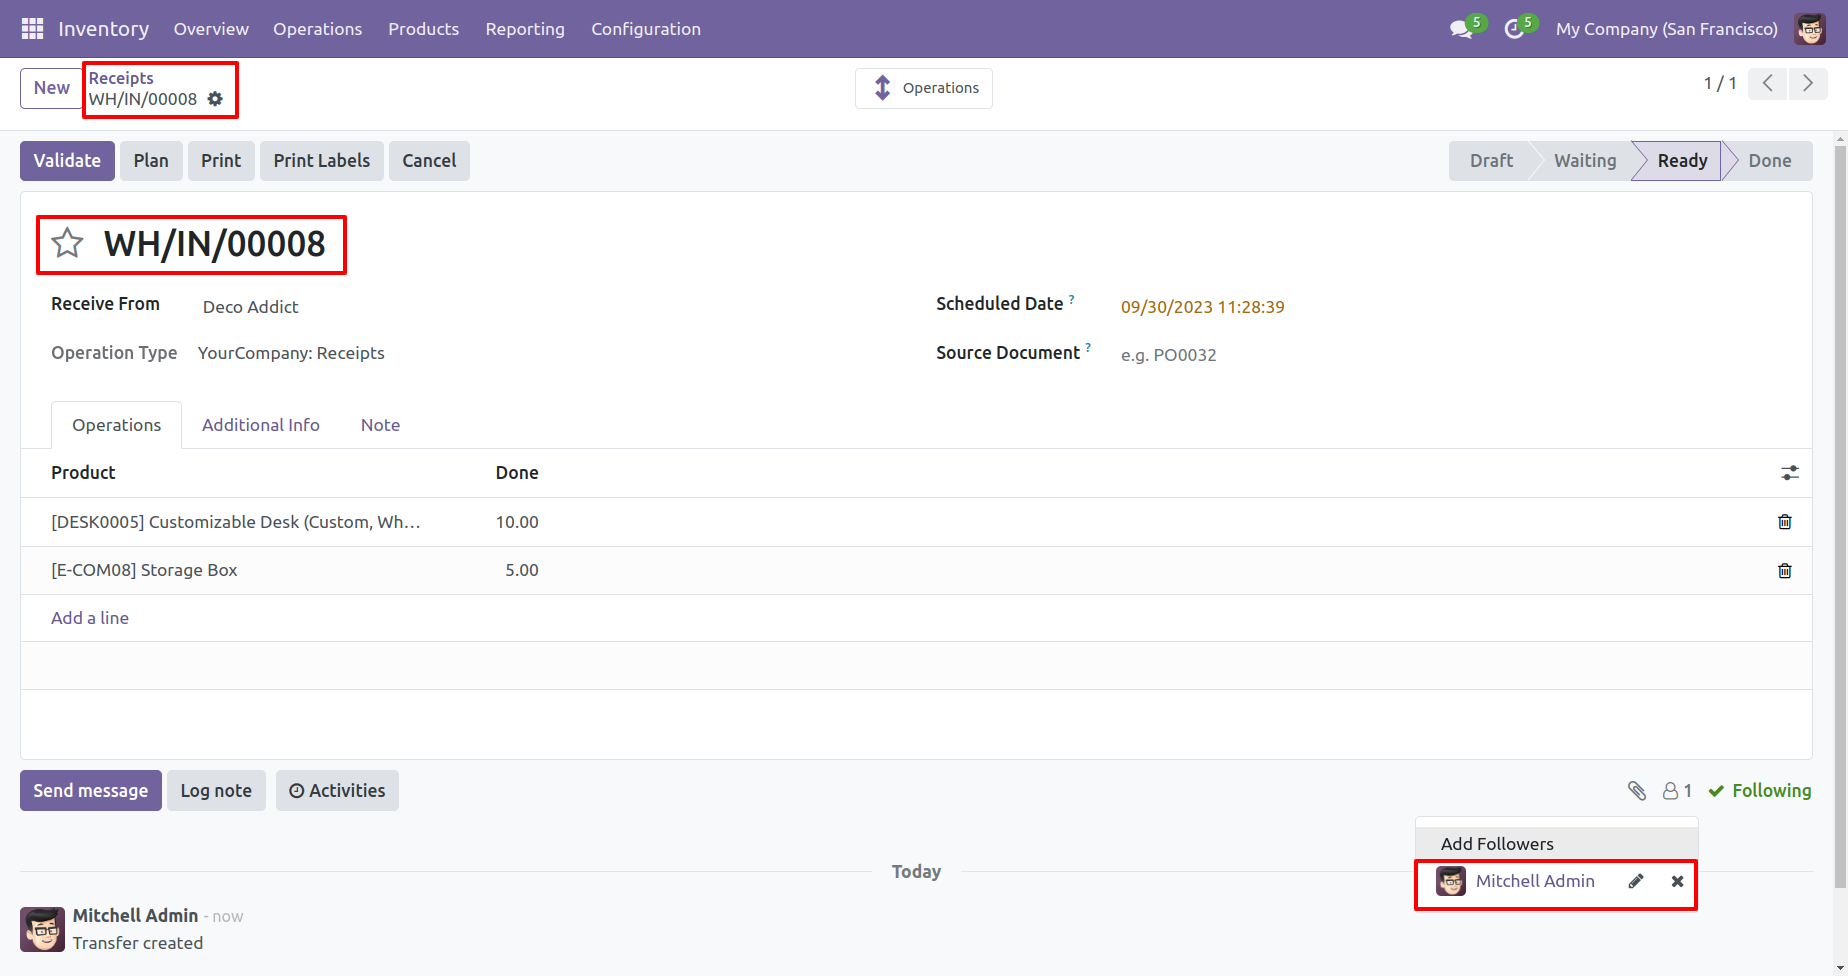 Inventory Overview Operations Products Reporting Configuration 5 5 My Company (San Francisco)
New Receipts
WH/IN/00008
Operations
1 / 1
Validate Plan Print Print Labels Cancel Draft Waiting Ready Done
WH/IN/00008
Receive From Deco Addict Scheduled Date ? 09/30/2023 11:28:39
Operation Type YourCompany: Receipts Source Document ? e.g. PO0032
Operations Additional Info Note
Product Done
[DESK0005] Customizable Desk (Custom, Wh... 10.00
[E-COM08] Storage Box 5.00
Add a line
Send message Log note Activities 1 Following
Add Followers
Mitchell Admin
Today
Mitchell Admin - now
Transfer created